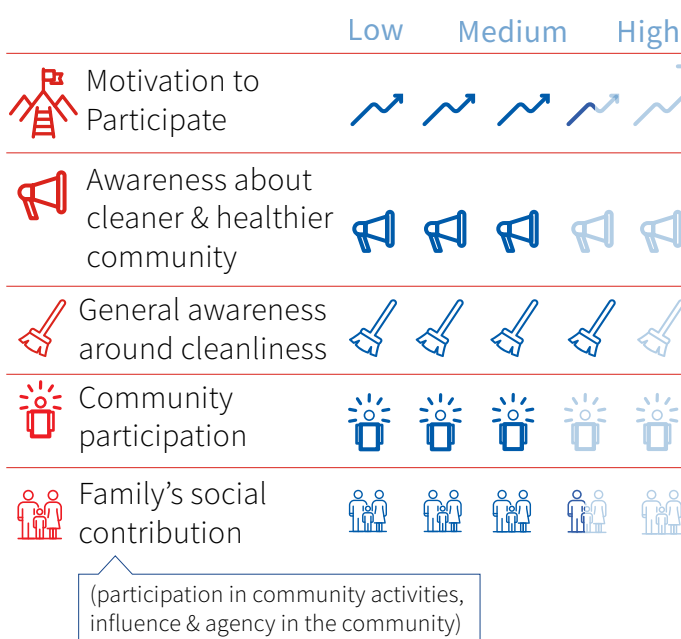 Low Medium High
Motivation to
Participate
Awareness about
cleaner & healthier
community
General awareness
around cleanliness
Community
participation
Family’s social
contribution
(participation in community activities,
influence & agency in the community)